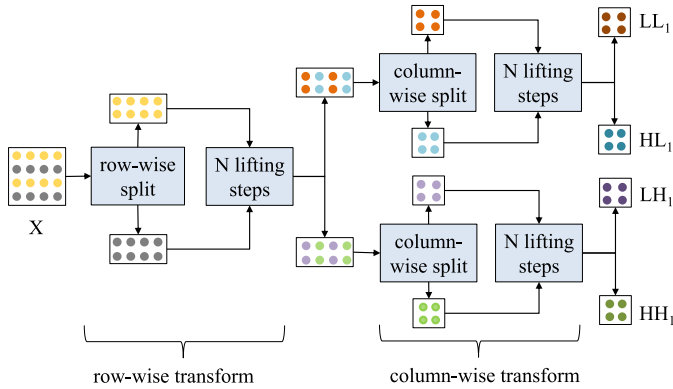 X
row-wise
split
N lifting
steps
column-
wise split
N lifting
steps
LL₁
HL₁
column-
wise split
N lifting
steps
LH₁
HH₁
row-wise transform
column-wise transform